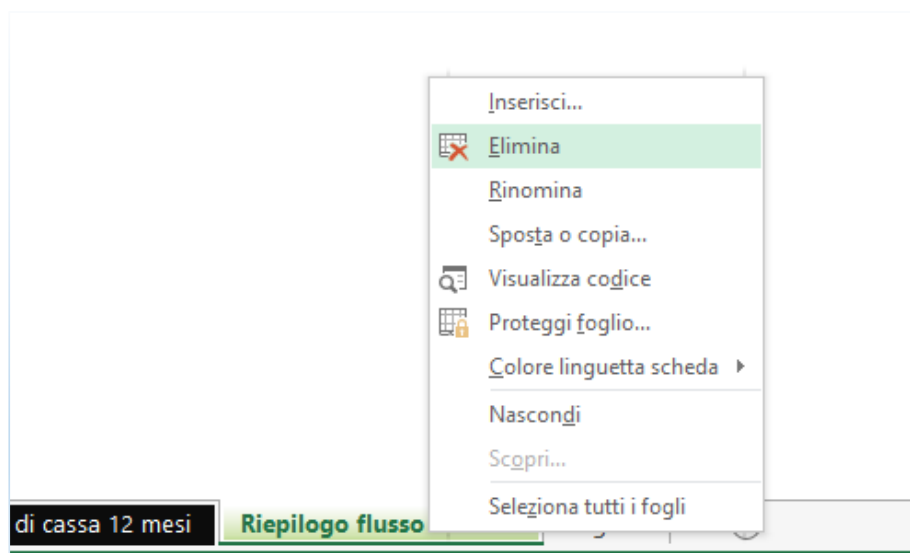 Inserisci...
Elimina
Rinomina
Sposta o copia...
Visualizza codice
Proteggi foglio...
Colore linguetta scheda
Nascondi
Scopri...
Seleziona tutti i fogli
di cassa 12 mesi Riepilogo flusso